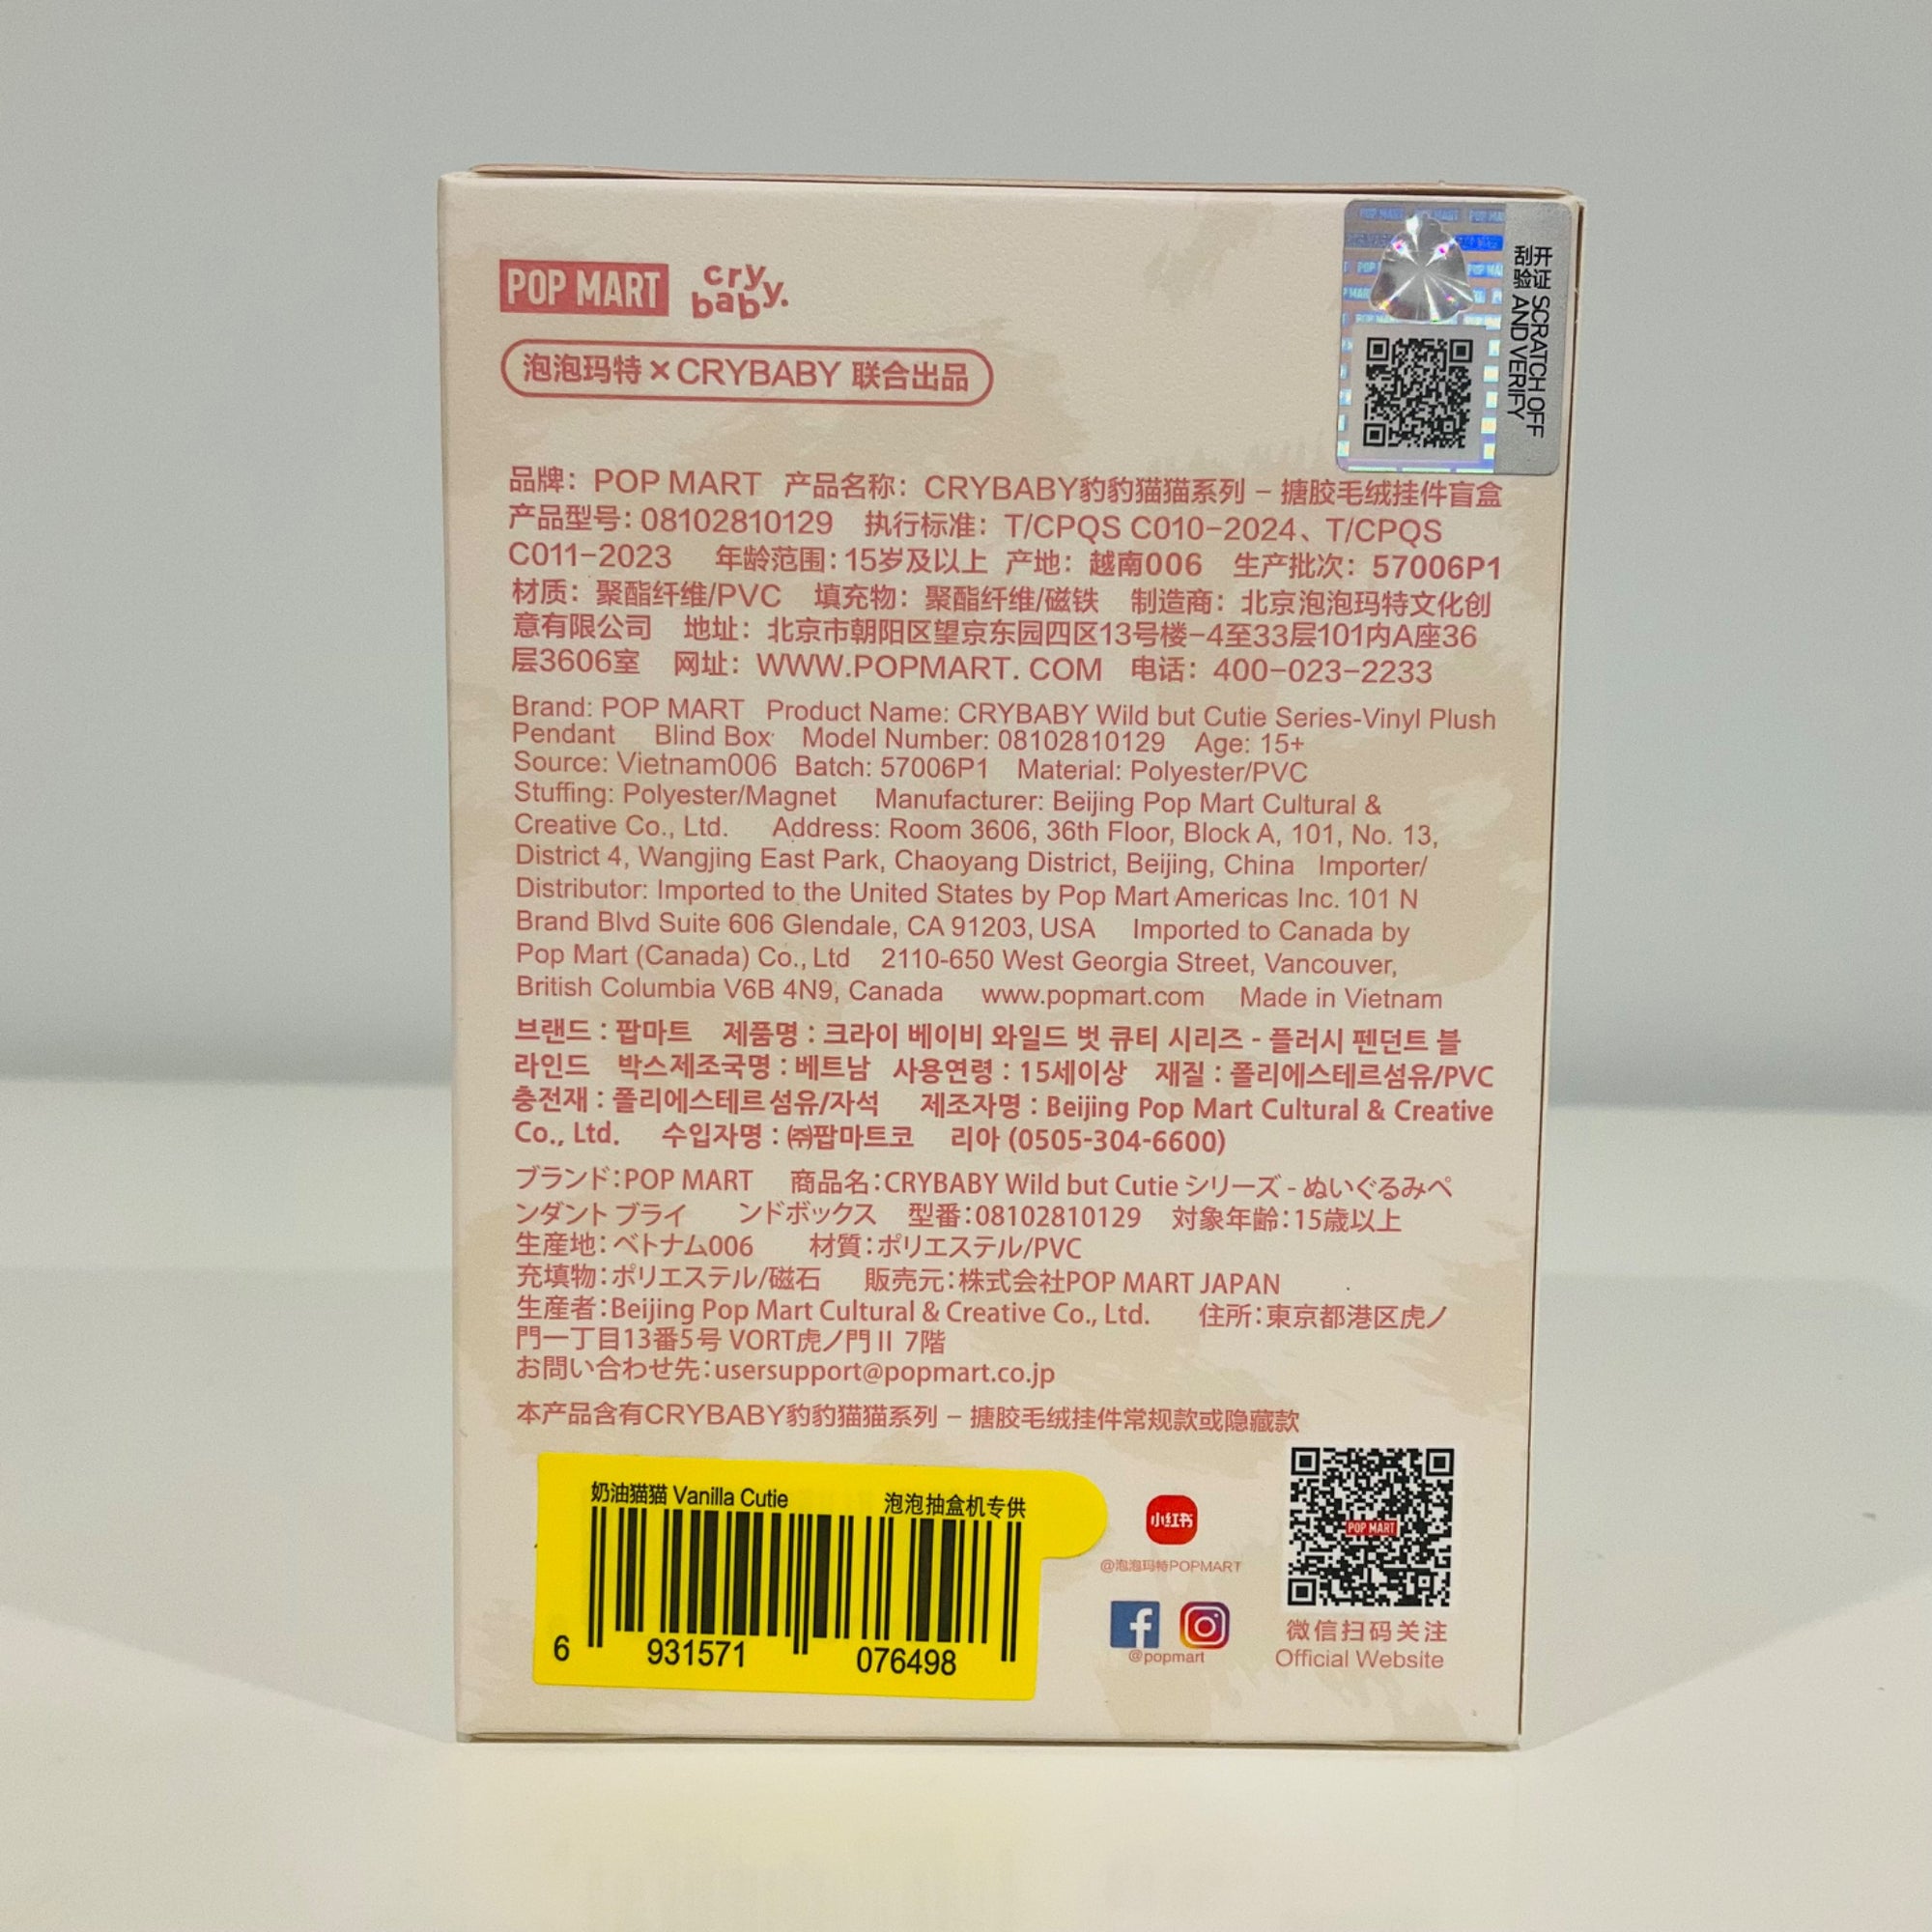 POP MART
cry
baby.
泡泡玛特×CRYBABY 联合出品
开证 SCRATCH OFF
刮验 AND VERIFY
品牌：POP MART 产品名称：CRYBABY豹豹猫猫系列 – 搪胶毛绒挂件盲盒
产品型号：08102810129 执行标准：T/CPQS C010-2024、T/CPQS
C011-2023 年龄范围：15岁及以上 产地：越南006 生产批次：57006P1
材质：聚酯纤维/PVC 填充物：聚酯纤维/磁铁 制造商：北京泡泡玛特文化创
意有限公司 地址：北京市朝阳区望京东园四区13号楼-4至33层101内A座36
层3606室 网址：WWW.POPMART. COM 电话：400-023-2233
Brand: POP MART Product Name: CRYBABY Wild but Cutie Series-Vinyl Plush
Pendant Blind Box Model Number: 08102810129 Age: 15+
Source: Vietnam006 Batch: 57006P1 Material: Polyester/PVC
Stuffing: Polyester/Magnet Manufacturer: Beijing Pop Mart Cultural &
Creative Co., Ltd. Address: Room 3606, 36th Floor, Block A, 101, No. 13,
District 4, Wangjing East Park, Chaoyang District, Beijing, China Importer/
Distributor: Imported to the United States by Pop Mart Americas Inc. 101 N
Brand Blvd Suite 606 Glendale, CA 91203, USA Imported to Canada by
Pop Mart (Canada) Co., Ltd 2110-650 West Georgia Street, Vancouver,
British Columbia V6B 4N9, Canada www.popmart.com Made in Vietnam
브랜드 : 팝마트 제품명 : 크라이 베이비 와일드 벗 큐티 시리즈 - 플러시 펜던트 블
라인드 박스제조국명 : 베트남 사용연령 : 15세이상 재질 : 폴리에스테르섬유/PVC
충전재 : 폴리에스테르섬유/자석 제조자명 : Beijing Pop Mart Cultural & Creative
Co., Ltd. 수입자명 : ㈜팝마트코 리아 (0505-304-6600)
ブランド：POP MART 商品名：CRYBABY Wild but Cutie シリーズ - ぬいぐるみペ
ンダント ブライ ンドボックス 型番：08102810129 対象年齢：15歳以上
生産地：ベトナム006 材質：ポリエステル/PVC
充填物：ポリエステル/磁石 販売元：株式会社POP MART JAPAN
生産者：Beijing Pop Mart Cultural & Creative Co., Ltd. 住所：東京都港区虎ノ
門一丁目13番5号 VORT虎ノ門Ⅱ 7階
お問い合わせ先：usersupport@popmart.co.jp
本产品含有CRYBABY豹豹猫猫系列 – 搪胶毛绒挂件常规款或隐藏款
奶油猫猫 Vanilla Cutie 泡泡抽盒机专供
6 931571 076498
小红书
@泡泡玛特POPMART
@popmart
POP MART
微信扫码关注
Official Website